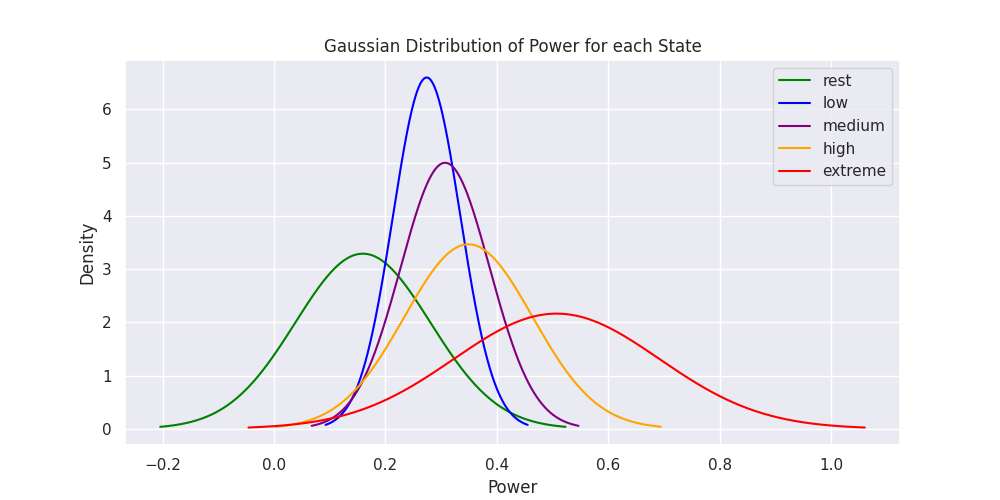 Gaussian Distribution of Power for each State
rest
low
medium
high
extreme
Density
6
5
4
3
2
1
0
−0.2
0.0
0.2
0.4
0.6
0.8
1.0
Power